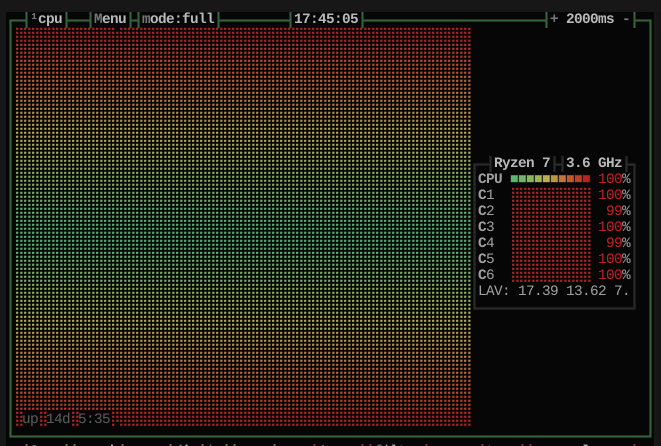 ¹cpu Menu mode:full 17:45:05 + 2000ms -
Ryzen 7 3.6 GHz
CPU 100%
C1 100%
C2 99%
C3 100%
C4 99%
C5 100%
C6 100%
LAV: 17.39 13.62 7.
up 14d 5:35